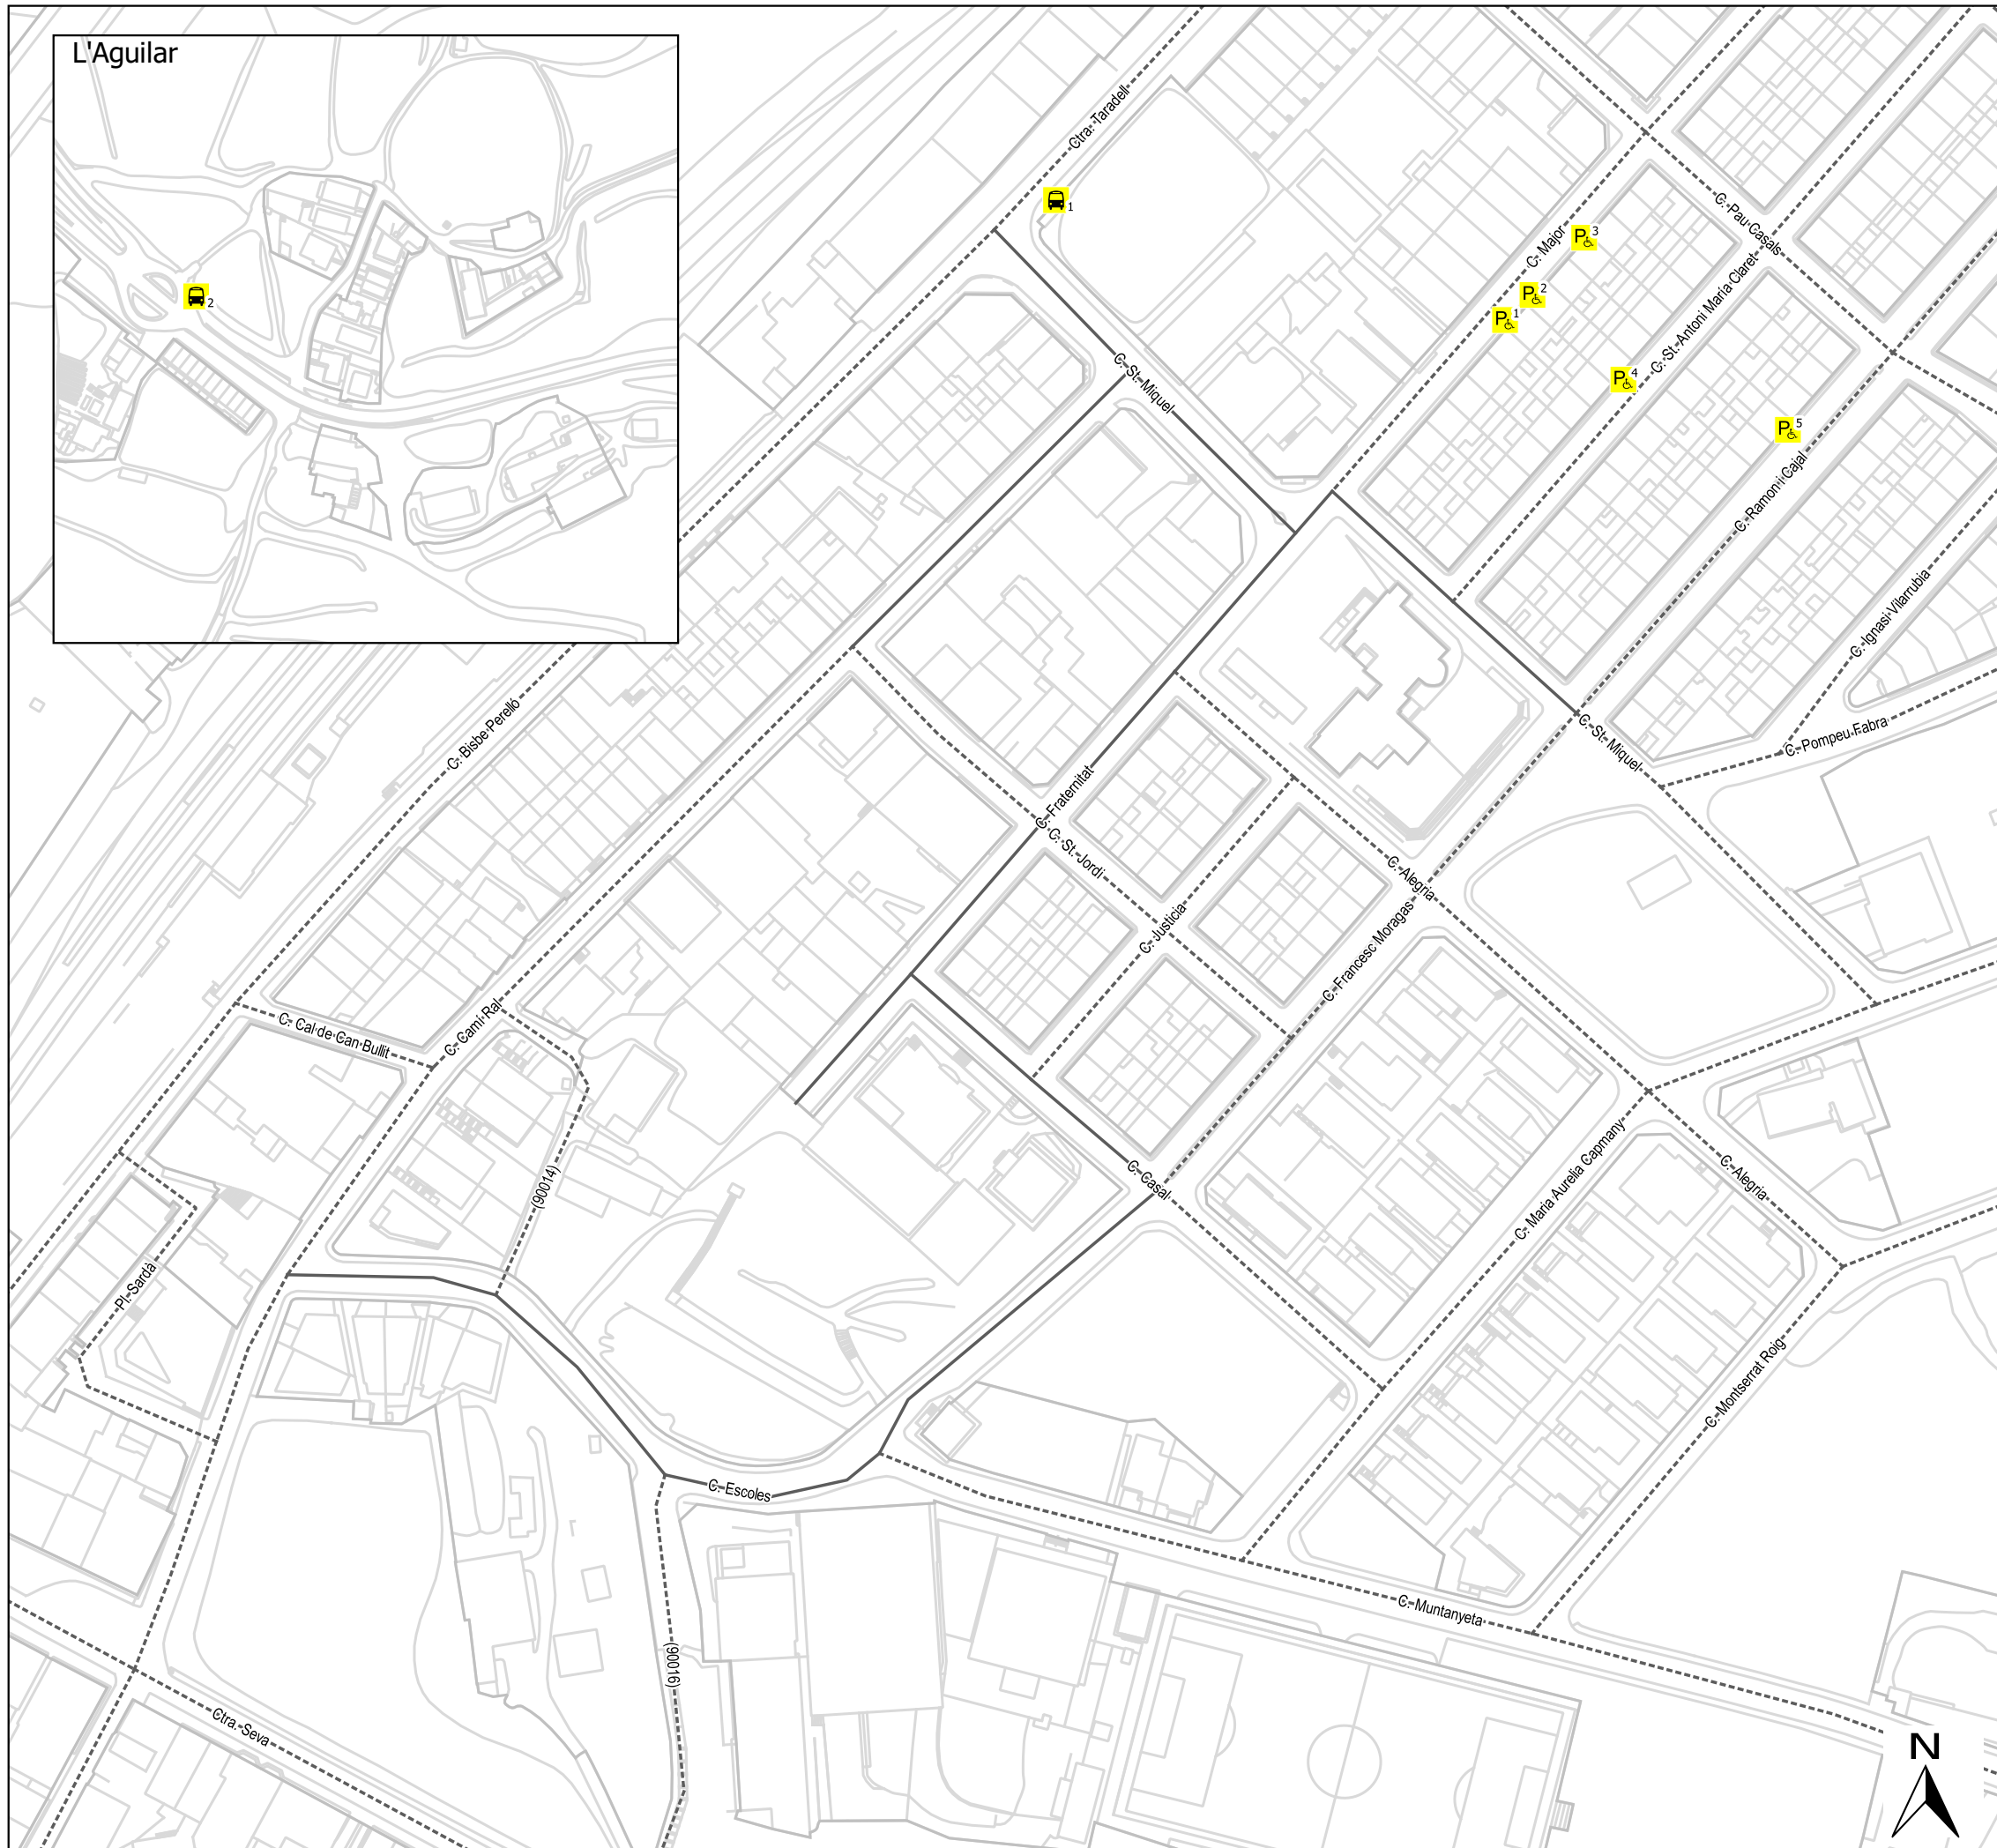 L'Aguilar
Ctra. Taradell
1
2
C. Major
P 3
P 2
P 1
P 4
P 5
C. Pau Casals
C. St. Antoni Maria Claret
C. Ramon i Cajal
C. Ignasi Vilarrubia
C. Pompeu Fabra
C. St. Miquel
C. St. Miquel
C. Bisbe Perelló
C. Fraternitat
C. C. St. Jordi
C. Alegria
C. Justícia
C. Francesc Moragas
C. Camí Ral
C. Cal de Can Bullit
(90014)
C. Casal
C. Maria Aurelia Capmany
C. Alegria
Pl. Sardà
C. Montserrat Roig
C. Escoles
C. Muntanyeta
(90016)
Ctra. Seva
N